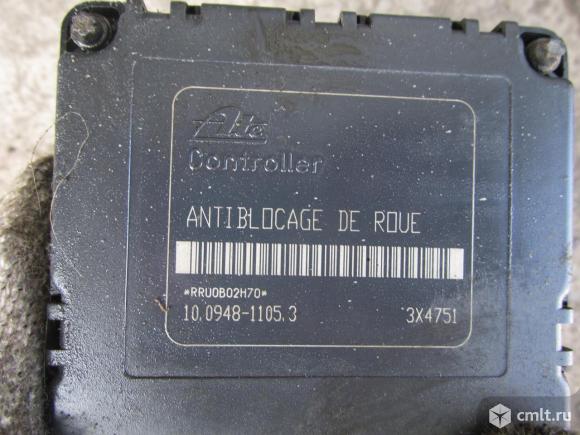 Ate
Controller
ANTIBLOCAGE DE ROUE
*RRU0B02H70*
10.0948-1105.3 3X4751
cmlt.ru